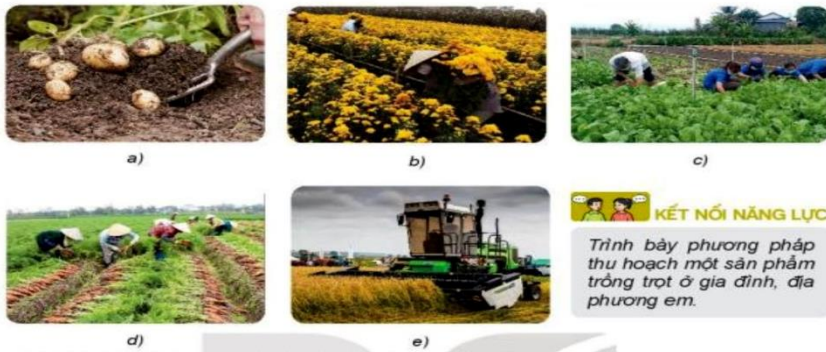 a)
b)
c)
d)
e)
KẾT NỐI NĂNG LỰC
Trình bày phương pháp
thu hoạch một sản phẩm
trồng trọt ở gia đình, địa
phương em.